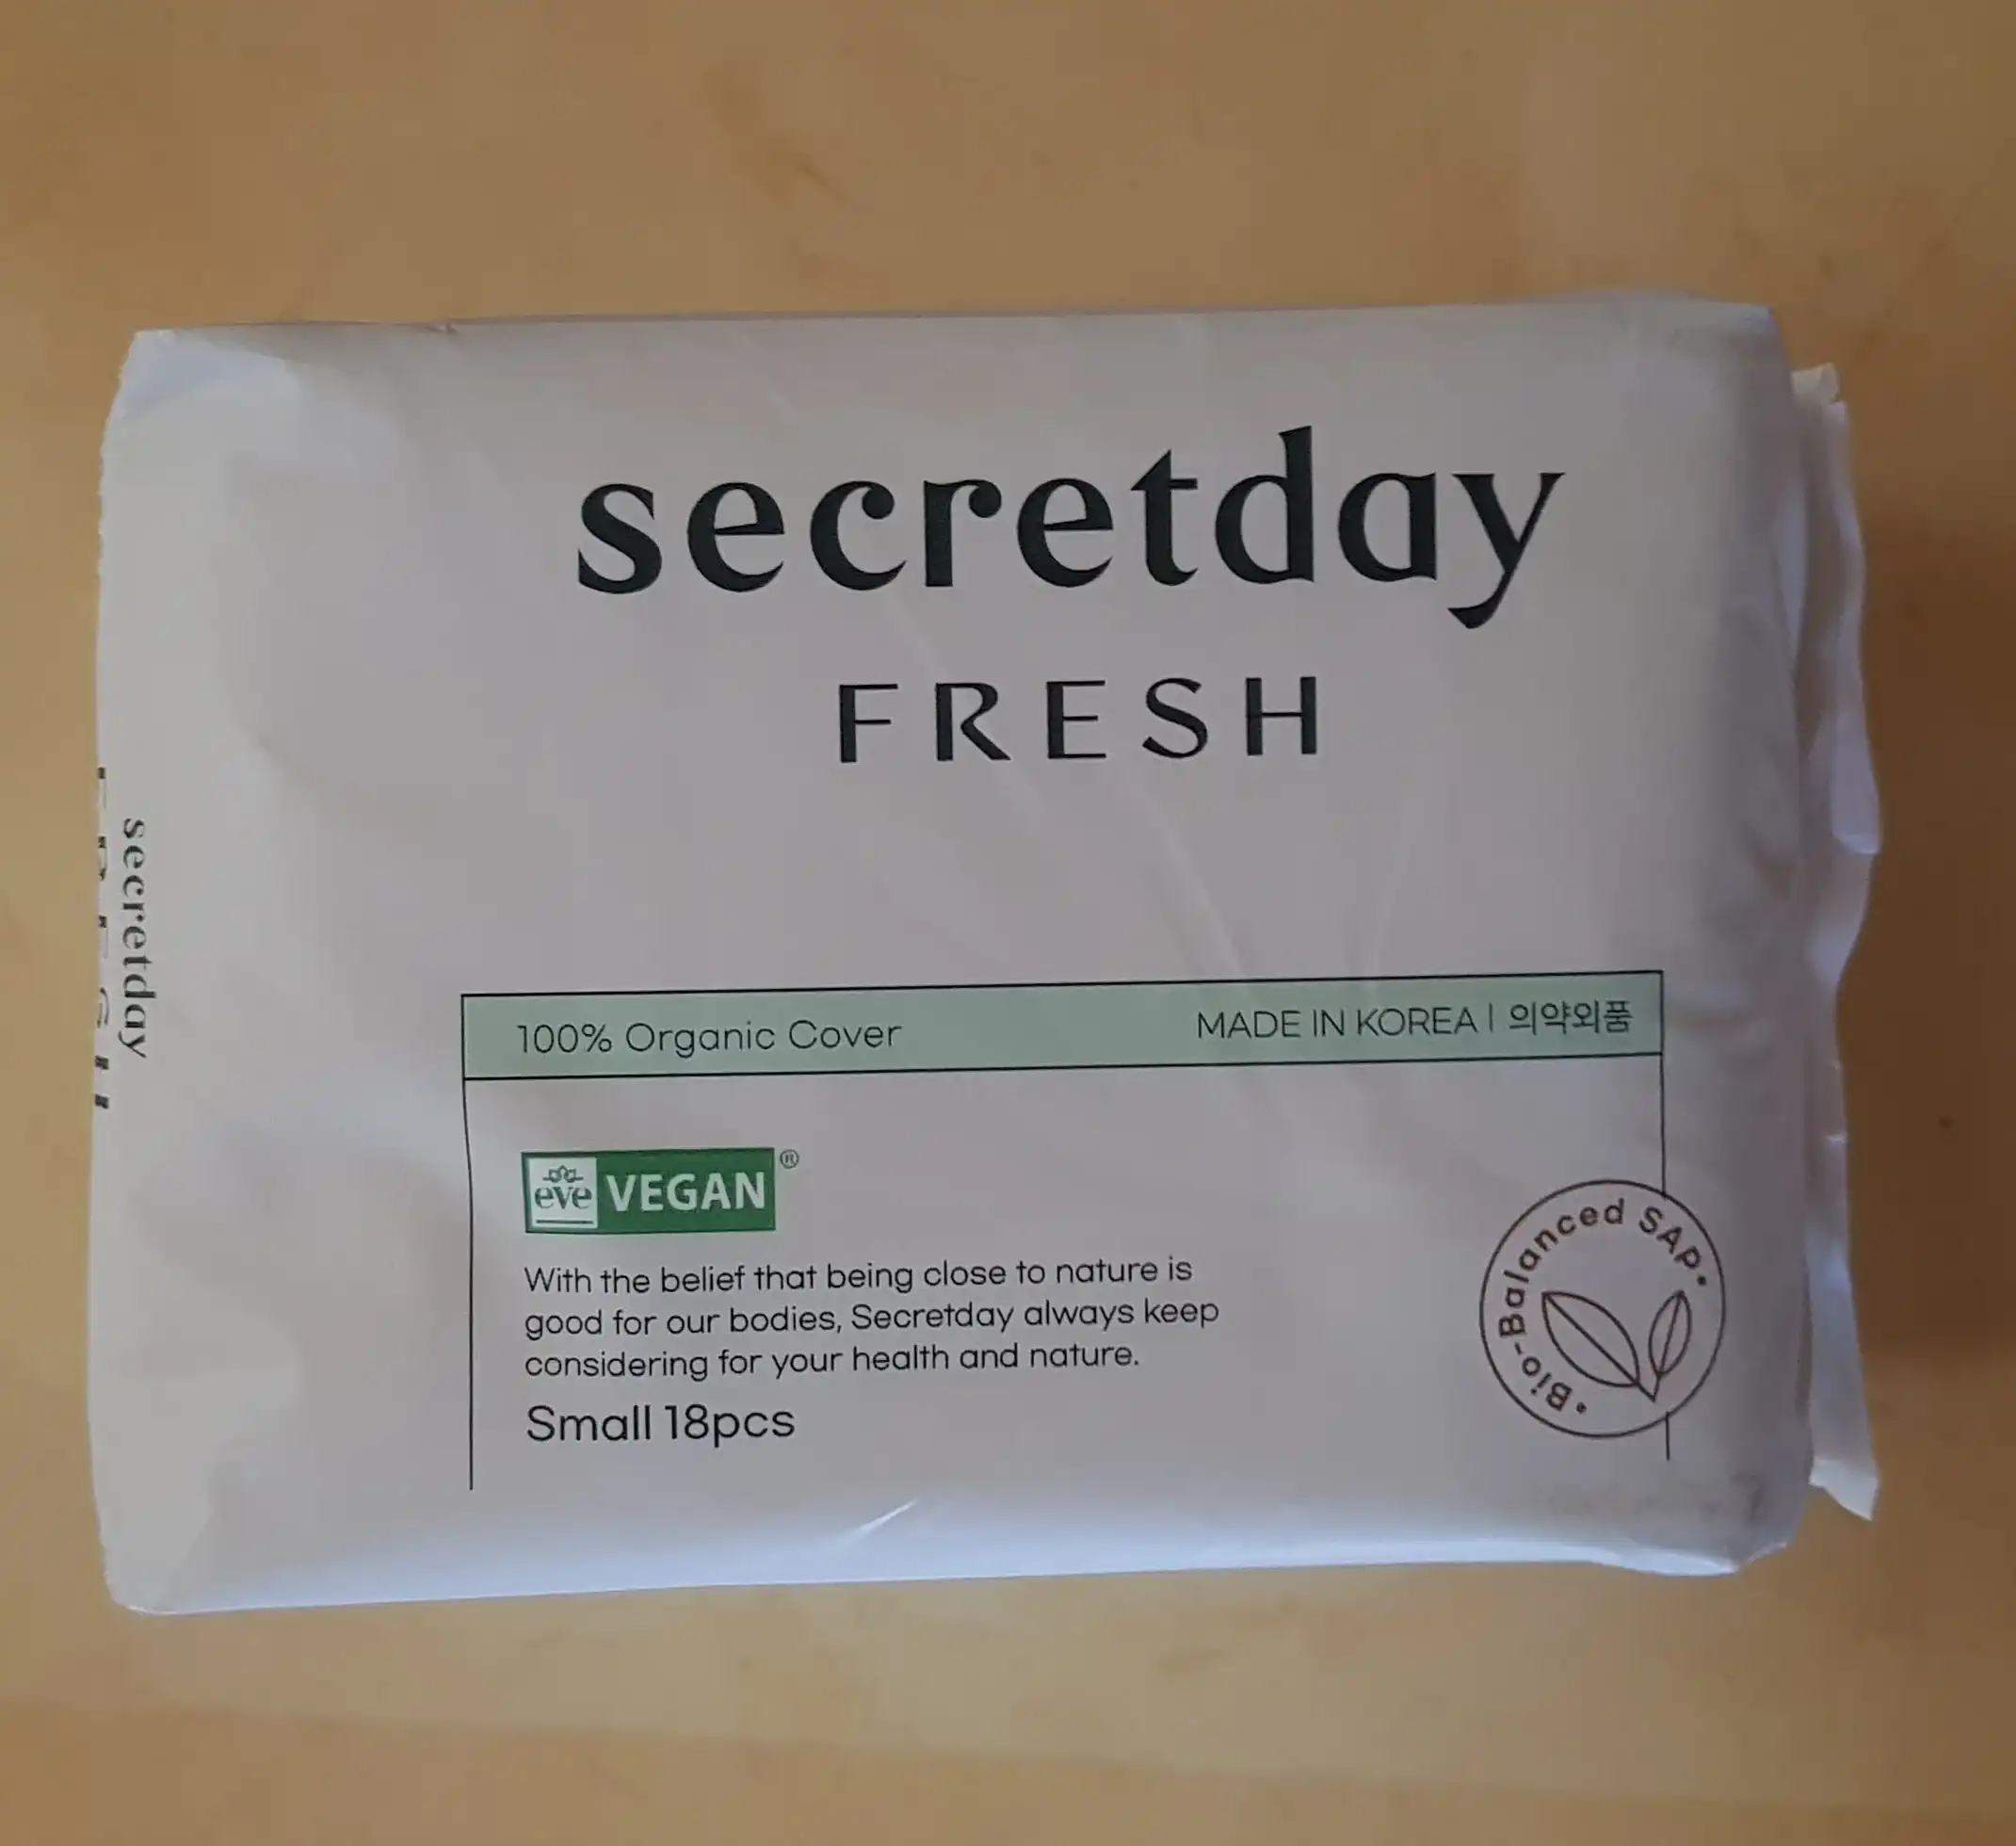 secretday
FRESH
secretday
100% Organic Cover
MADE IN KOREA | 의약외품
eve VEGAN®
With the belief that being close to nature is
good for our bodies, Secretday always keep
considering for your health and nature.
Small 18pcs
•Bio-Balanced SAP•